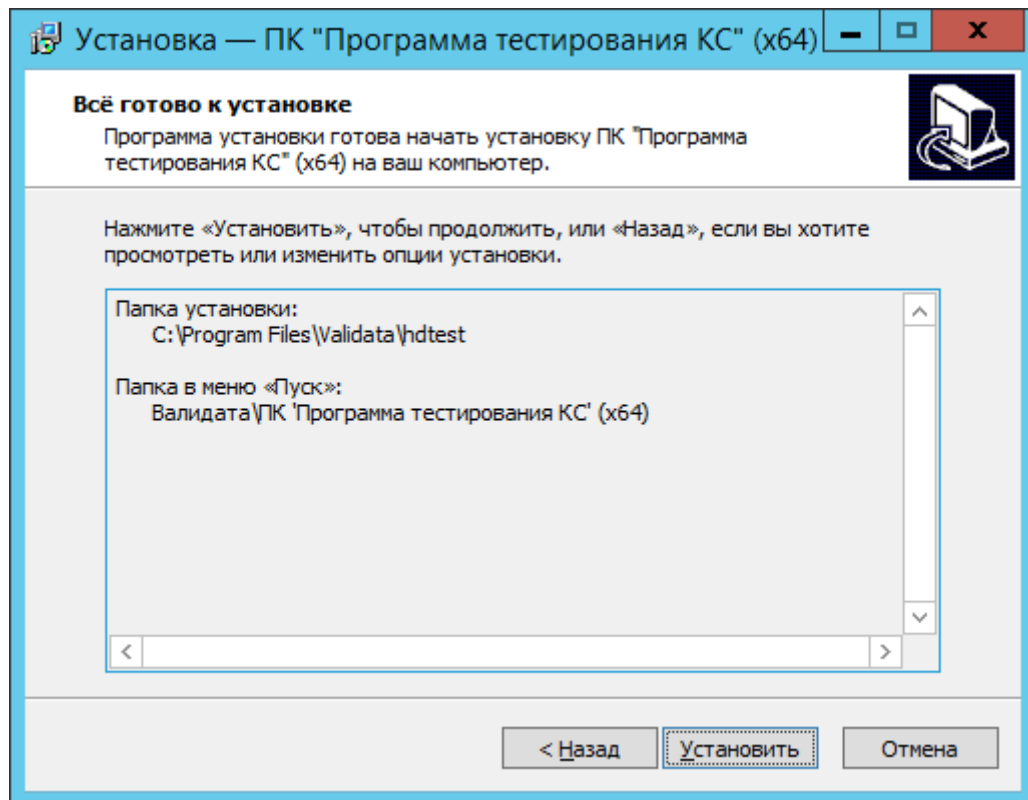 Установка — ПК "Программа тестирования КС" (x64)
Всё готово к установке
Программа установки готова начать установку ПК "Программа
тестирования КС" (x64) на ваш компьютер.
Нажмите «Установить», чтобы продолжить, или «Назад», если вы хотите
просмотреть или изменить опции установки.
Папка установки:
C:\Program Files\Validata\hdtest
Папка в меню «Пуск»:
Валидата\ПК 'Программа тестирования КС' (x64)
< Назад
Установить
Отмена